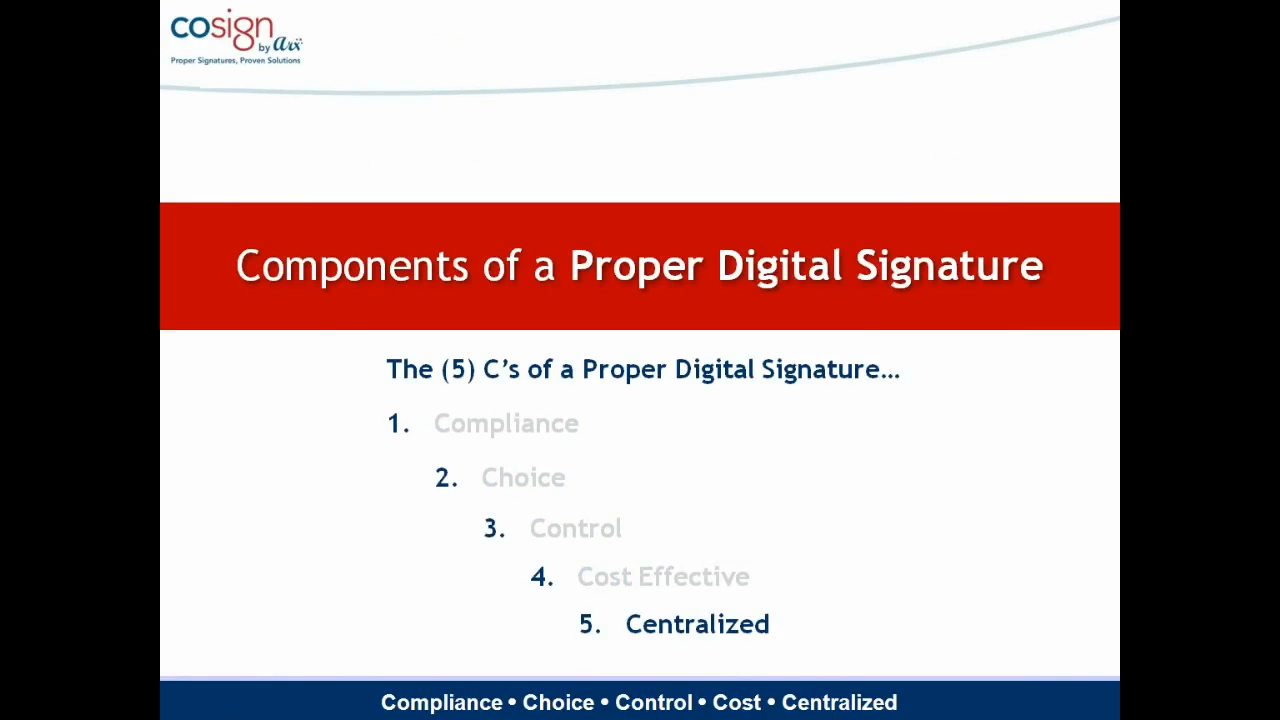 cosign
by arx
Proper Signatures, Proven Solutions
Components of a Proper Digital Signature
The (5) C’s of a Proper Digital Signature…
1. Compliance
2. Choice
3. Control
4. Cost Effective
5. Centralized
Compliance • Choice • Control • Cost • Centralized